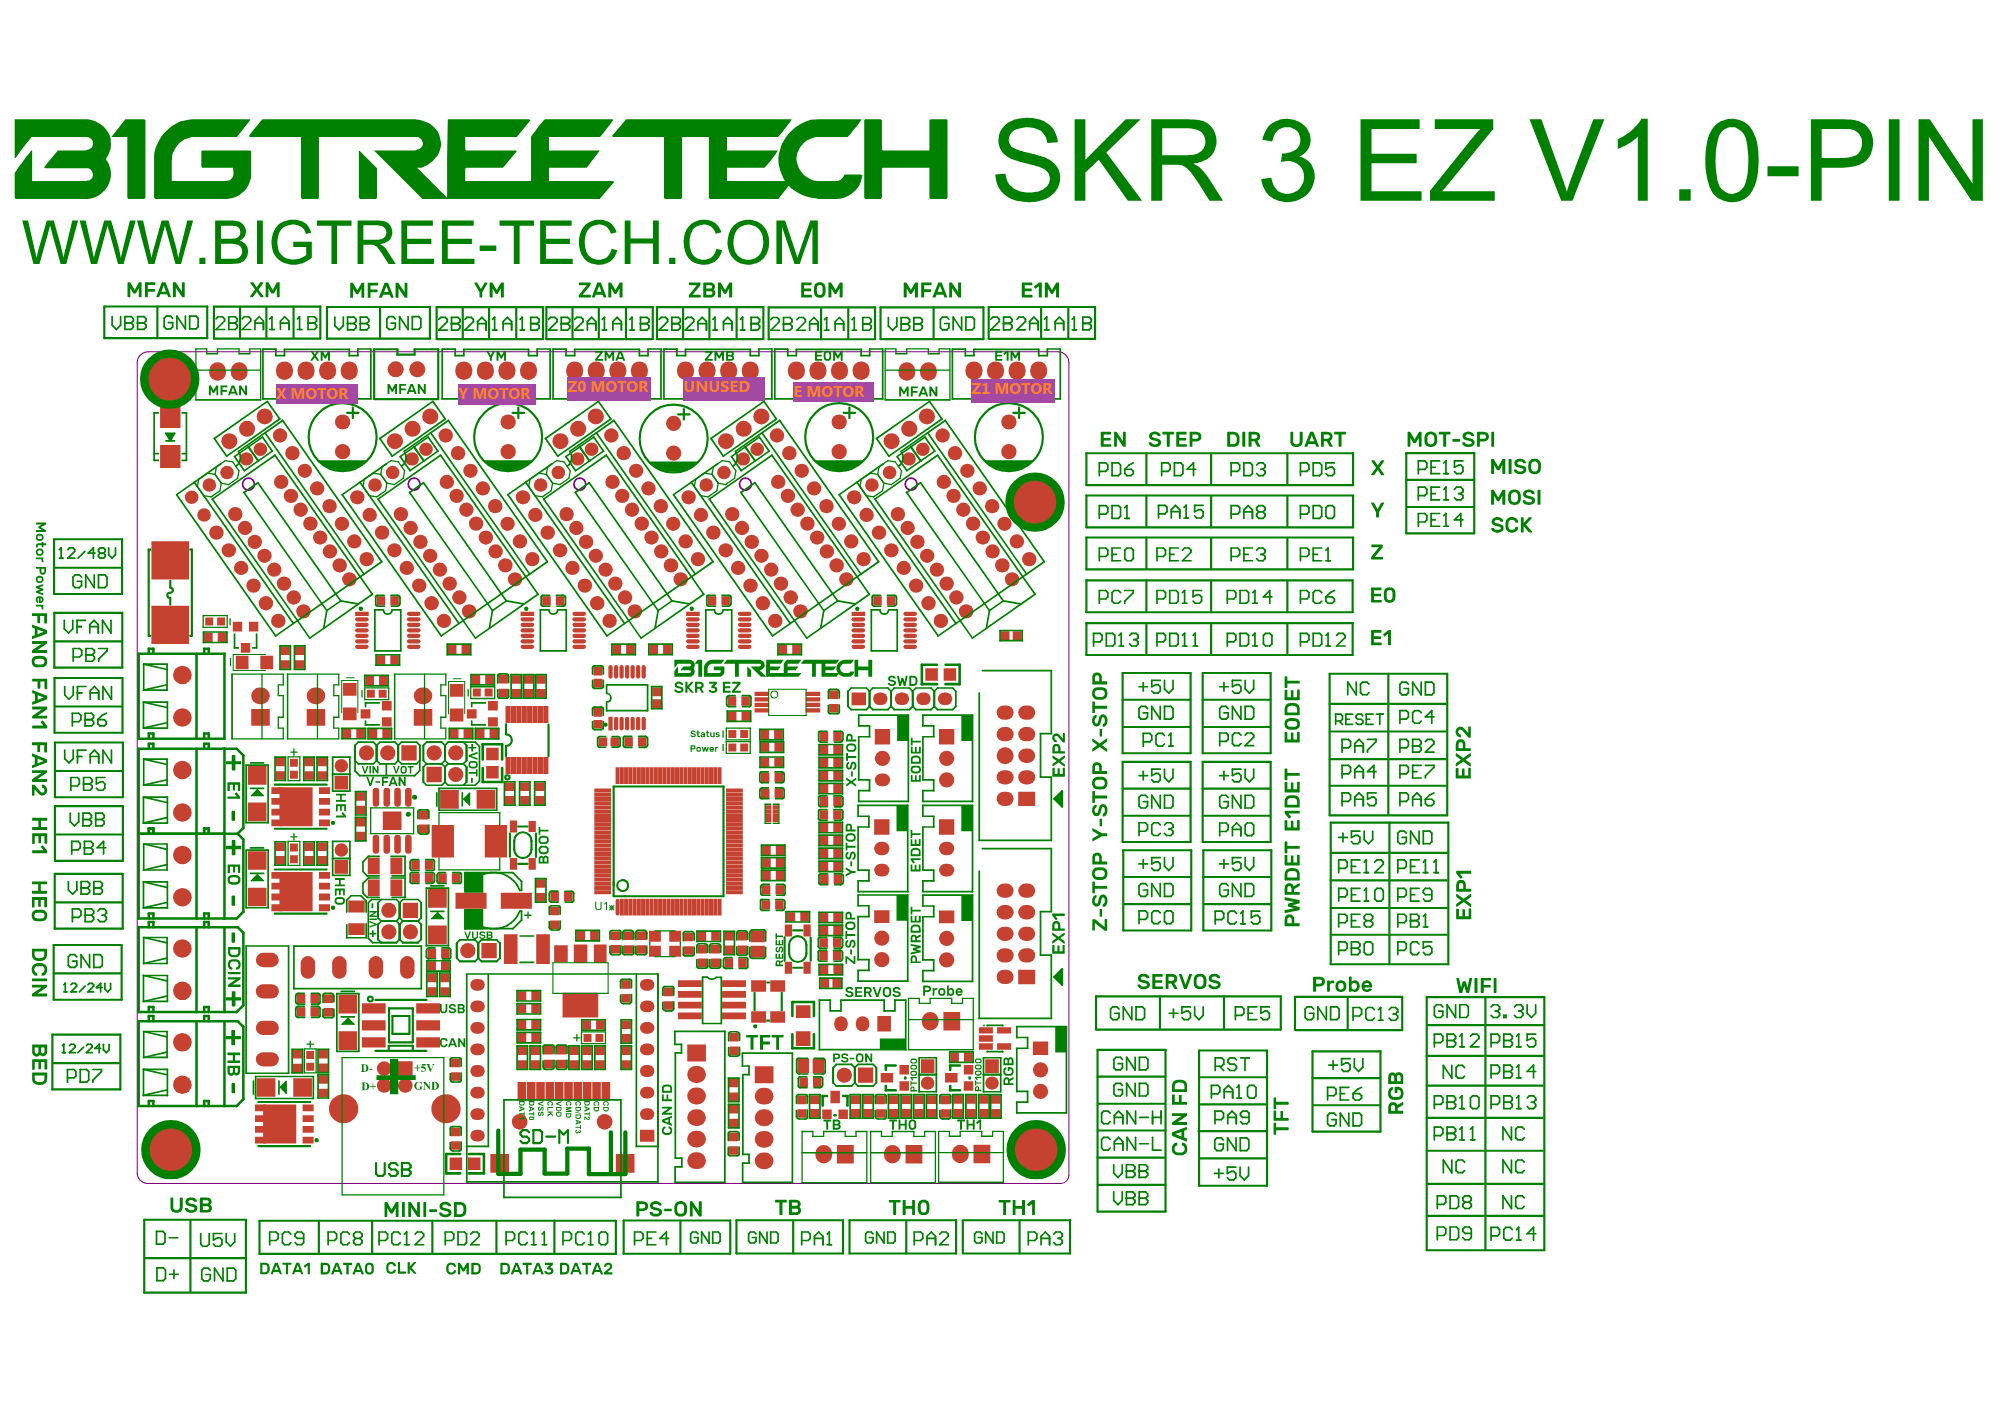 BIGTREETECH SKR 3 EZ V1.0-PIN
WWW.BIGTREE-TECH.COM
MFAN XM MFAN YM ZAM ZBM E0M MFAN E1M
VBB GND 2B 2A 1A 1B VBB GND 2B 2A 1A 1B 2B 2A 1A 1B 2B 2A 1A 1B 2B 2A 1A 1B VBB GND 2B 2A 1A 1B
XM YM ZMA ZMB E0M E1M
MFAN X MOTOR MFAN Y MOTOR Z0 MOTOR UNUSED E MOTOR MFAN Z1 MOTOR
EN STEP DIR UART
PD6 PD4 PD3 PD5 X
PD1 PA15 PA8 PD0 Y
PE0 PE2 PE3 PE1 Z
PC7 PD15 PD14 PC6 E0
PD13 PD11 PD10 PD12 E1
MOT-SPI
PE15 MISO
PE13 MOSI
PE14 SCK
Motor Power
12/48V
GND
FAN0
VFAN
PB7
FAN1
VFAN
PB6
FAN2
VFAN
PB5
HE1
VBB
PB4
HE0
VBB
PB3
DCIN
GND
12/24V
BED
12/24V
PD7
BIGTREETECH
SKR 3 EZ
SWD
Status
Power
VIN VOT
V-FAN
+VOT-
+ E1 -
HE1
BOOT
+ E0 -
HE0
-VIN+
U1*
VUSB
RESET
- DCIN +
USB
CAN
+ HB -
D- +5V
D+ GND
USB
DAT1
DAT0
VSS
CLK
VDD
CMD
CD/DAT3
DAT2
CD
CD
SD-M
CAN FD
TFT
X-STOP
E0DET
Y-STOP
E1DET
Z-STOP
PWRDET
EXP2
EXP1
SERVOS
Probe
PS-ON
PT1000
PT1000
RGB
TB TH0 TH1
X-STOP
+5V
GND
PC1
E0DET
+5V
GND
PC2
Y-STOP
+5V
GND
PC3
E1DET
+5V
GND
PA0
Z-STOP
+5V
GND
PC0
PWRDET
+5V
GND
PC15
EXP2
NC GND
RESET PC4
PA7 PB2
PA4 PE7
PA5 PA6
EXP1
+5V GND
PE12 PE11
PE10 PE9
PE8 PB1
PB0 PC5
SERVOS
GND +5V PE5
Probe
GND PC13
WIFI
GND 3.3V
PB12 PB15
NC PB14
PB10 PB13
PB11 NC
NC NC
PD8 NC
PD9 PC14
CAN FD
GND
GND
CAN-H
CAN-L
VBB
VBB
TFT
RST
PA10
PA9
GND
+5V
RGB
+5V
PE6
GND
USB
D- U5V
D+ GND
MINI-SD
PC9 PC8 PC12 PD2 PC11 PC10
DATA1 DATA0 CLK CMD DATA3 DATA2
PS-ON
PE4 GND
TB
GND PA1
TH0
GND PA2
TH1
GND PA3